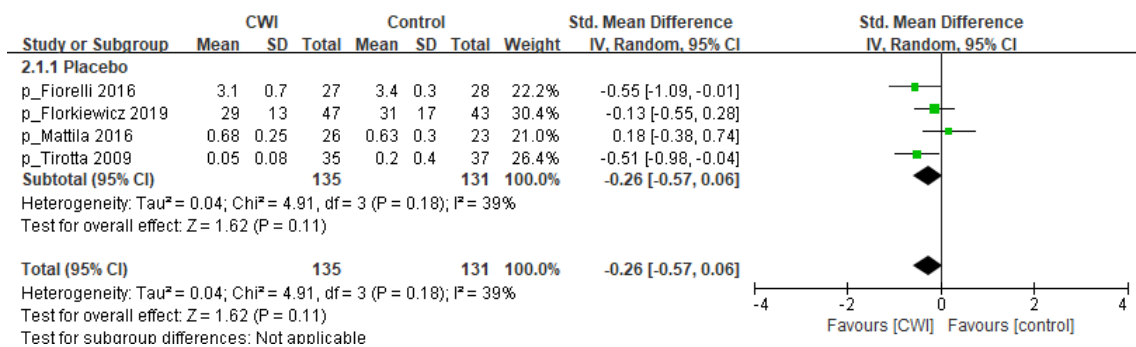 CWI Control Std. Mean Difference Std. Mean Difference
Study or Subgroup Mean SD Total Mean SD Total Weight IV, Random, 95% CI IV, Random, 95% CI
2.1.1 Placebo
p_Fiorelli 2016 3.1 0.7 27 3.4 0.3 28 22.2% -0.55 [-1.09, -0.01]
p_Florkiewicz 2019 29 13 47 31 17 43 30.4% -0.13 [-0.55, 0.28]
p_Mattila 2016 0.68 0.25 26 0.63 0.3 23 21.0% 0.18 [-0.38, 0.74]
p_Tirotta 2009 0.05 0.08 35 0.2 0.4 37 26.4% -0.51 [-0.98, -0.04]
Subtotal (95% CI) 135 131 100.0% -0.26 [-0.57, 0.06]
Heterogeneity: Tau² = 0.04; Chi² = 4.91, df = 3 (P = 0.18); I² = 39%
Test for overall effect: Z = 1.62 (P = 0.11)
Total (95% CI) 135 131 100.0% -0.26 [-0.57, 0.06]
Heterogeneity: Tau² = 0.04; Chi² = 4.91, df = 3 (P = 0.18); I² = 39%
Test for overall effect: Z = 1.62 (P = 0.11)
Test for subgroup differences: Not applicable
-4 -2 0 2 4
Favours [CWI] Favours [control]